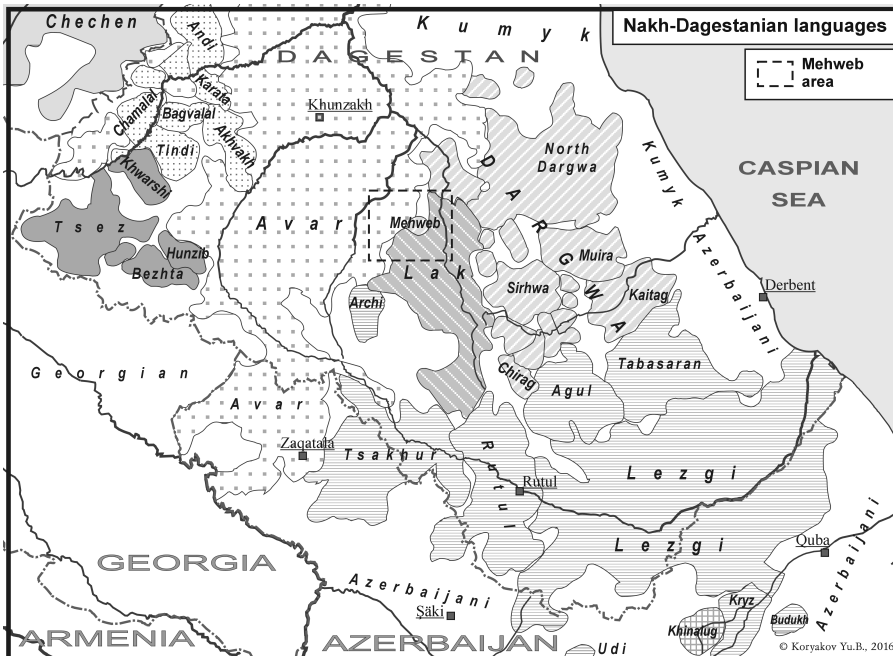 Nakh-Dagestanian languages
Mehweb
area
Chechen
Andi
K u m y k
DAGESTAN
Karata
Chamalal
Bagvalal
Akhvakh
Tindi
Khunzakh
Khwarshi
North
Dargwa
Kumyk
CASPIAN
SEA
Tsez
Hunzib
Bezhta
Avar
Mehweb
Lak
DARGWA
Muira
Sirhwa
Kaitag
Azerbaijani
Derbent
Archi
Georgian
Chirag
Agul
Tabasaran
Avar
Zaqatala
Tsakhur
Rutul
Rutul
Lezgi
Lezgi
Quba
Azerbaijani
GEORGIA
Azerbaijani
Şäki
Kryz
Khinalug
Budukh
ARMENIA
AZERBAIJAN
Udi
© Koryakov Yu.B., 2016